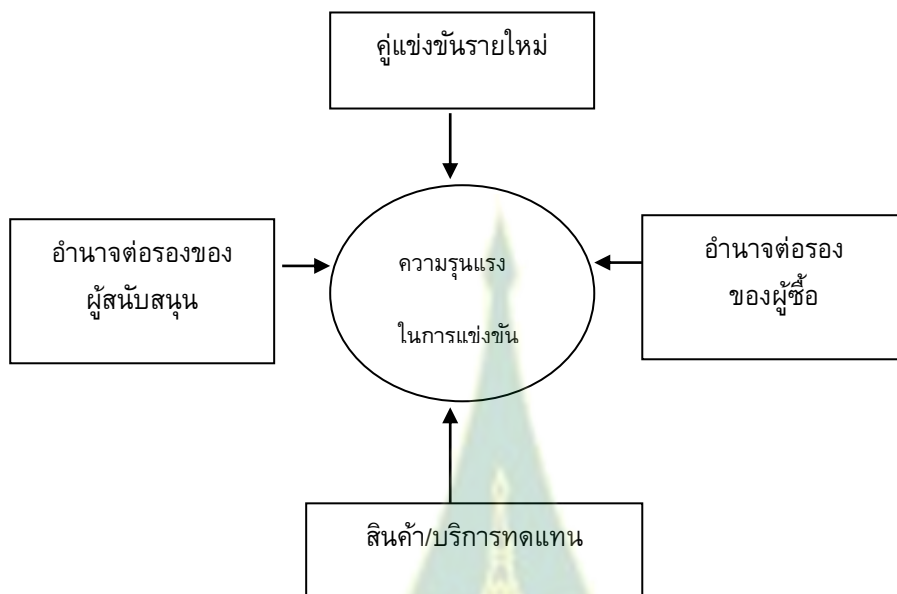 คู่แข่งขันรายใหม่
อำนาจต่อรองของ
ผู้สนับสนุน
ความรุนแรง
ในการแข่งขัน
อำนาจต่อรอง
ของผู้ซื้อ
สินค้า/บริการทดแทน